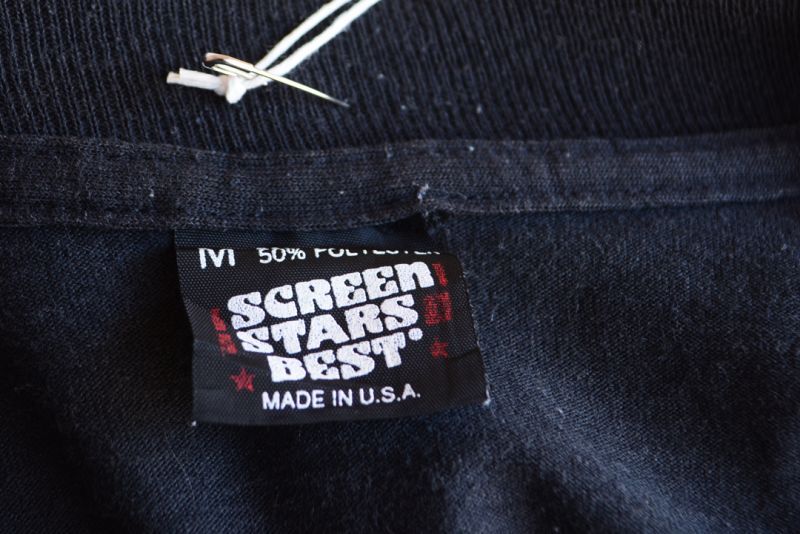 M 50% POLYESTER
SCREEN
STARS
BEST
MADE IN U.S.A.